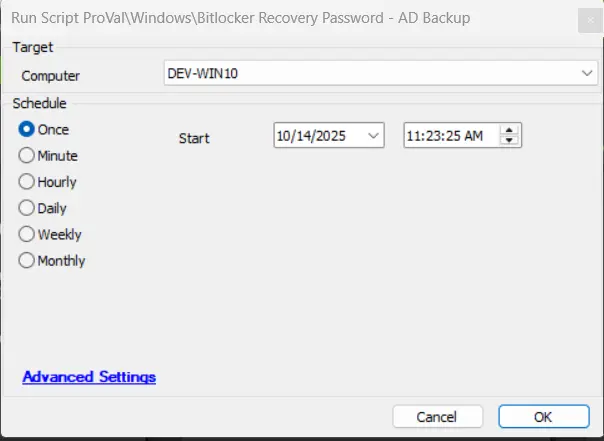 Run Script ProVal\Windows\Bitlocker Recovery Password - AD Backup
Target
Computer DEV-WIN10
Schedule
Once Start 10/14/2025 11:23:25 AM
Minute
Hourly
Daily
Weekly
Monthly
Advanced Settings
Cancel OK